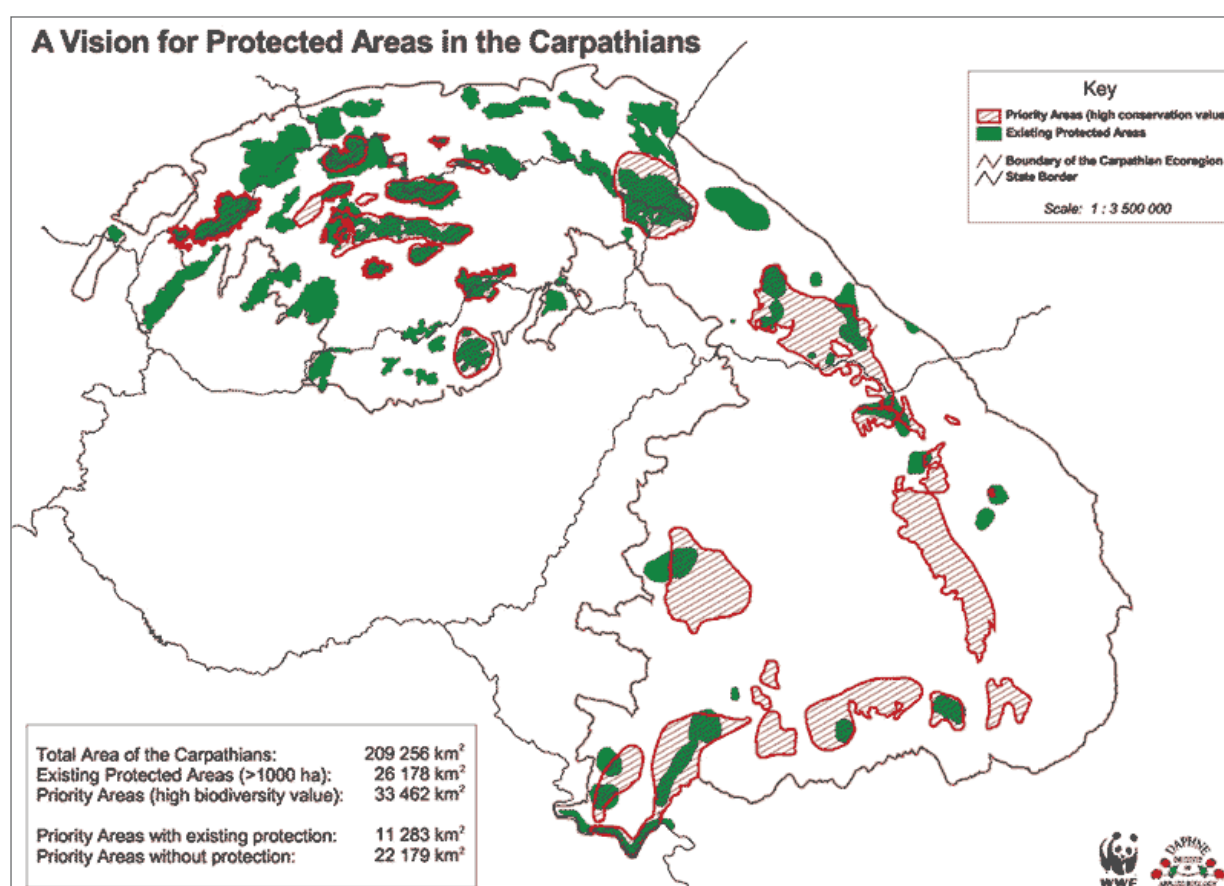 A Vision for Protected Areas in the Carpathians
Key
Priority Areas (high conservation value
Existing Protected Areas
Boundary of the Carpathian Ecoregion
State Border
Scale: 1 : 3 500 000
Total Area of the Carpathians: 209 256 km²
Existing Protected Areas (>1000 ha): 26 178 km²
Priority Areas (high biodiversity value): 33 462 km²
Priority Areas with existing protection: 11 283 km²
Priority Areas without protection: 22 179 km²
WWF
DAPHNE